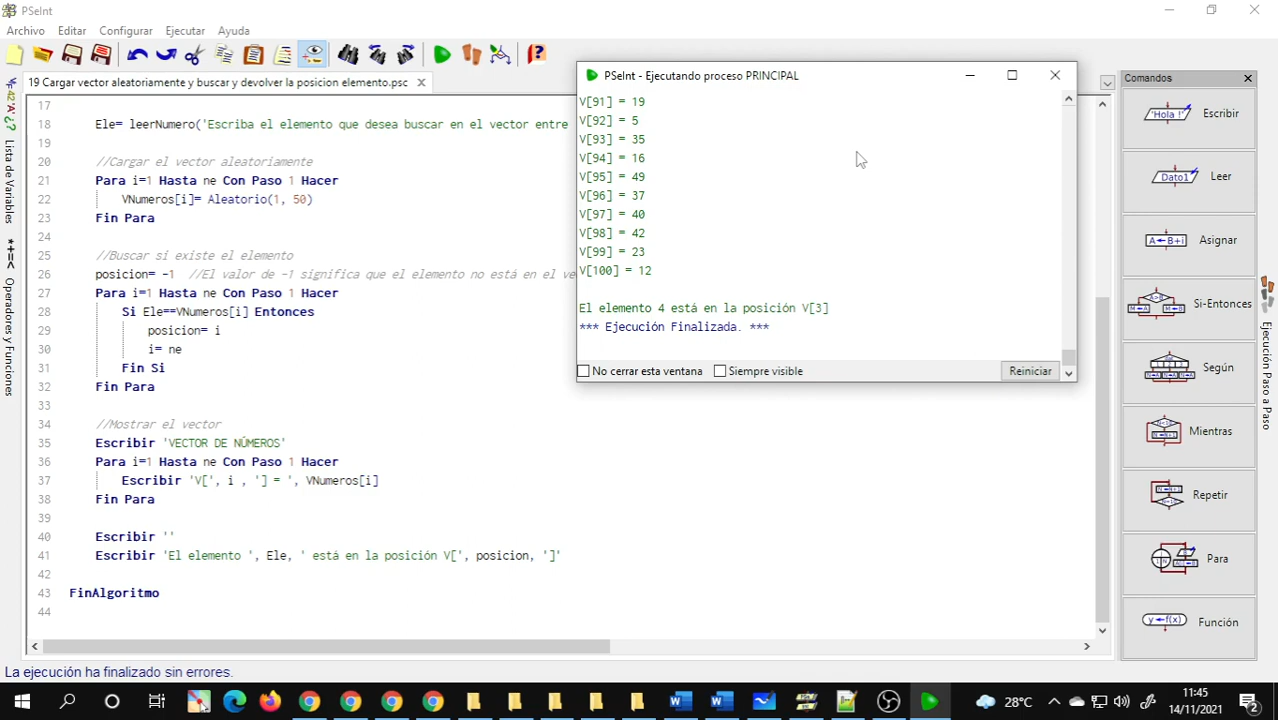 PSeInt
Archivo Editar Configurar Ejecutar Ayuda
19 Cargar vector aleatoriamente y buscar y devolver la posicion elemento.psc
Lista de Variables
Operadores y Funciones
17
18 Ele= leerNumero('Escriba el elemento que desea buscar en el vector entre
19
20 //Cargar el vector aleatoriamente
21 Para i=1 Hasta ne Con Paso 1 Hacer
22 VNumeros[i]= Aleatorio(1, 50)
23 Fin Para
24
25 //Buscar si existe el elemento
26 posicion= -1 //El valor de -1 significa que el elemento no está en el ve
27 Para i=1 Hasta ne Con Paso 1 Hacer
28 Si Ele==VNumeros[i] Entonces
29 posicion= i
30 i= ne
31 Fin Si
32 Fin Para
33
34 //Mostrar el vector
35 Escribir 'VECTOR DE NÚMEROS'
36 Para i=1 Hasta ne Con Paso 1 Hacer
37 Escribir 'V[', i , '] = ', VNumeros[i]
38 Fin Para
39
40 Escribir ''
41 Escribir 'El elemento ', Ele, ' está en la posición V[', posicion, ']'
42
43 FinAlgoritmo
44
PSeInt - Ejecutando proceso PRINCIPAL
V[91] = 19
V[92] = 5
V[93] = 35
V[94] = 16
V[95] = 49
V[96] = 37
V[97] = 40
V[98] = 42
V[99] = 23
V[100] = 12
El elemento 4 está en la posición V[3]
*** Ejecución Finalizada. ***
No cerrar esta ventana Siempre visible Reiniciar
Comandos
'Hola !' Escribir
Dato1 Leer
A←B+i Asignar
Si-Entonces
Según
Mientras
Repetir
Para
y←f(x) Función
Ejecución Paso a Paso
La ejecución ha finalizado sin errores.
28°C
11:45
14/11/2021
2